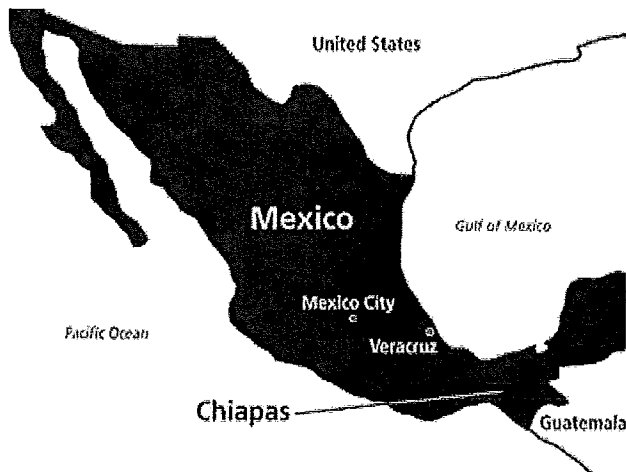 United States
Mexico
Gulf of Mexico
Mexico City
Pacific Ocean
Veracruz
Chiapas
Guatemala